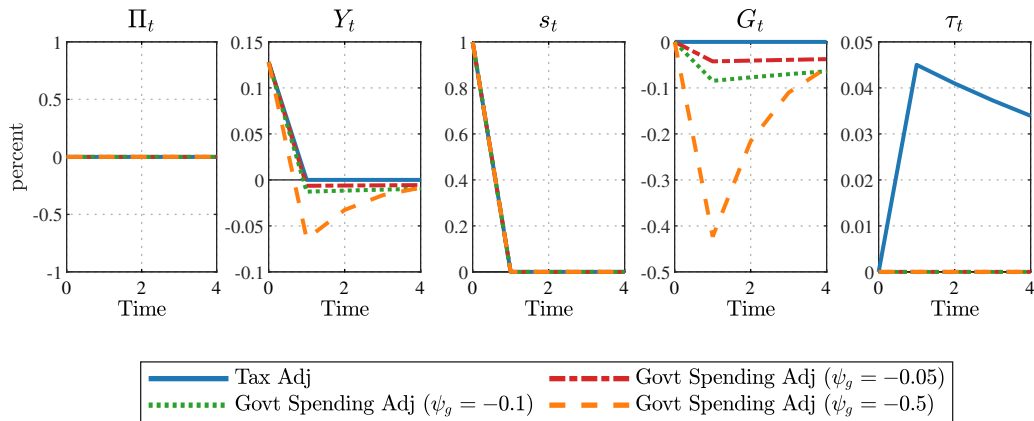 Π_t Y_t s_t G_t τ_t
percent
1 0.5 0 -0.5 -1
0 2 4
Time
0.15 0.1 0.05 0 -0.05 -0.1
0 2 4
Time
1 0.8 0.6 0.4 0.2 0
0 2 4
Time
0 -0.1 -0.2 -0.3 -0.4 -0.5
0 2 4
Time
0.05 0.04 0.03 0.02 0.01 0
0 2 4
Time
Tax Adj
Govt Spending Adj (ψ_g = −0.05)
Govt Spending Adj (ψ_g = −0.1)
Govt Spending Adj (ψ_g = −0.5)